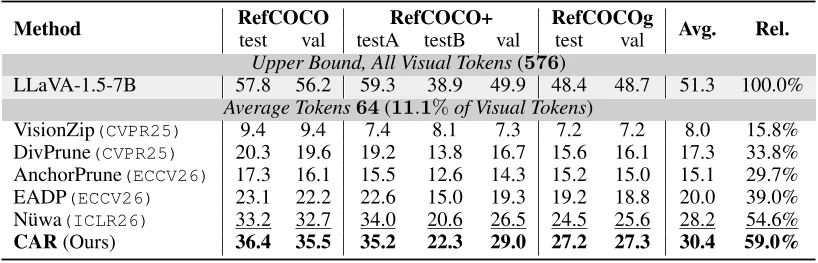 Method RefCOCO RefCOCO+ RefCOCOg Avg. Rel.
test val testA testB val test val
Upper Bound, All Visual Tokens (576)
LLaVA-1.5-7B 57.8 56.2 59.3 38.9 49.9 48.4 48.7 51.3 100.0%
Average Tokens 64 (11.1% of Visual Tokens)
VisionZip (CVPR25) 9.4 9.4 7.4 8.1 7.3 7.2 7.2 8.0 15.8%
DivPrune (CVPR25) 20.3 19.6 19.2 13.8 16.7 15.6 16.1 17.3 33.8%
AnchorPrune (ECCV26) 17.3 16.1 15.5 12.6 14.3 15.2 15.0 15.1 29.7%
EADP (ECCV26) 23.1 22.2 22.6 15.0 19.3 19.2 18.8 20.0 39.0%
Nüwa (ICLR26) 33.2 32.7 34.0 20.6 26.5 24.5 25.6 28.2 54.6%
CAR (Ours) 36.4 35.5 35.2 22.3 29.0 27.2 27.3 30.4 59.0%